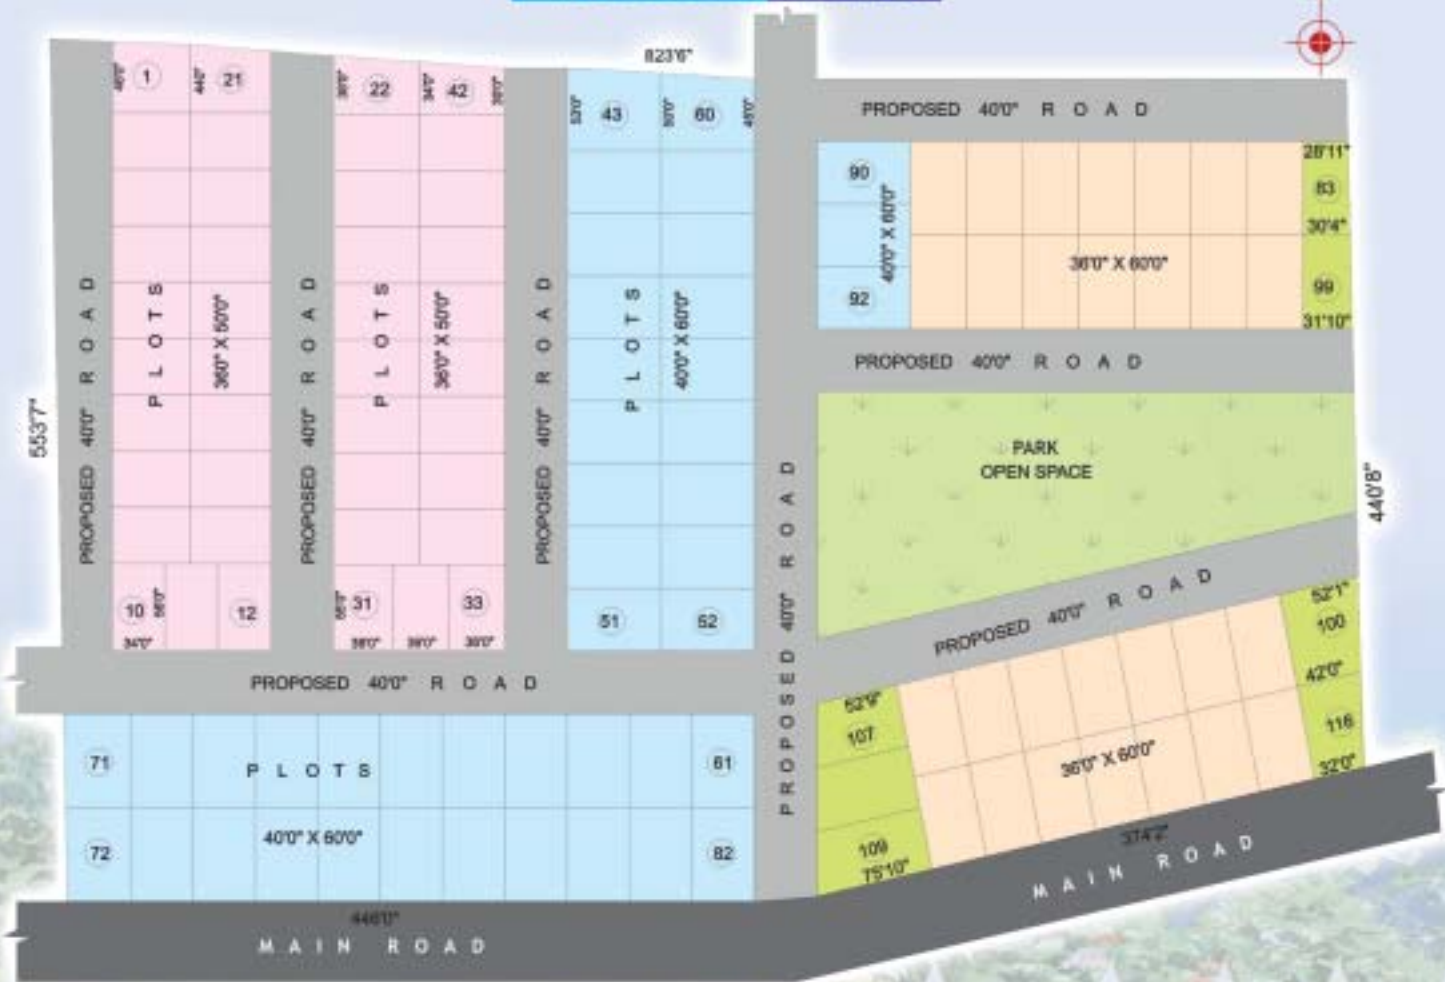 823'6"
1
21
22
42
43
60
PROPOSED 40'0" ROAD
90
40'0" X 60'0"
92
36'0" X 60'0"
28'11"
83
30'4"
99
31'10"
PROPOSED 40'0" ROAD
553'7"
PROPOSED 40'0" ROAD
PLOTS
36'0" X 50'0"
PROPOSED 40'0" ROAD
PLOTS
36'0" X 50'0"
PROPOSED 40'0" ROAD
PLOTS
40'0" X 60'0"
PROPOSED 40'0" ROAD
PROPOSED 40'0" ROAD
PARK
OPEN SPACE
440'8"
10
34'0"
12
31
33
51
52
PROPOSED 40'0" ROAD
PROPOSED 40'0" ROAD
52'1"
100
42'0"
116
32'0"
52'9"
107
109
75'10"
36'0" X 60'0"
374'2"
71
PLOTS
61
72
40'0" X 60'0"
82
446'0"
MAIN ROAD
MAIN ROAD